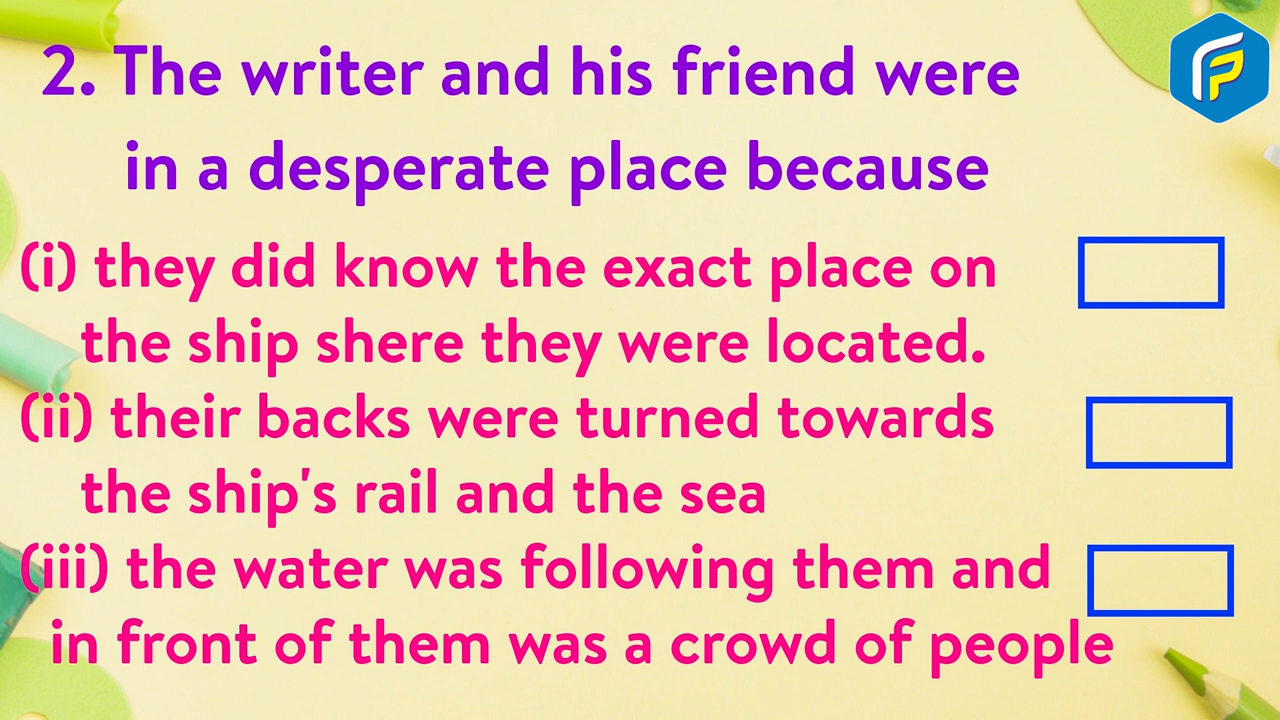 2. The writer and his friend were
in a desperate place because
(i) they did know the exact place on
the ship shere they were located.
(ii) their backs were turned towards
the ship's rail and the sea
(iii) the water was following them and
in front of them was a crowd of people